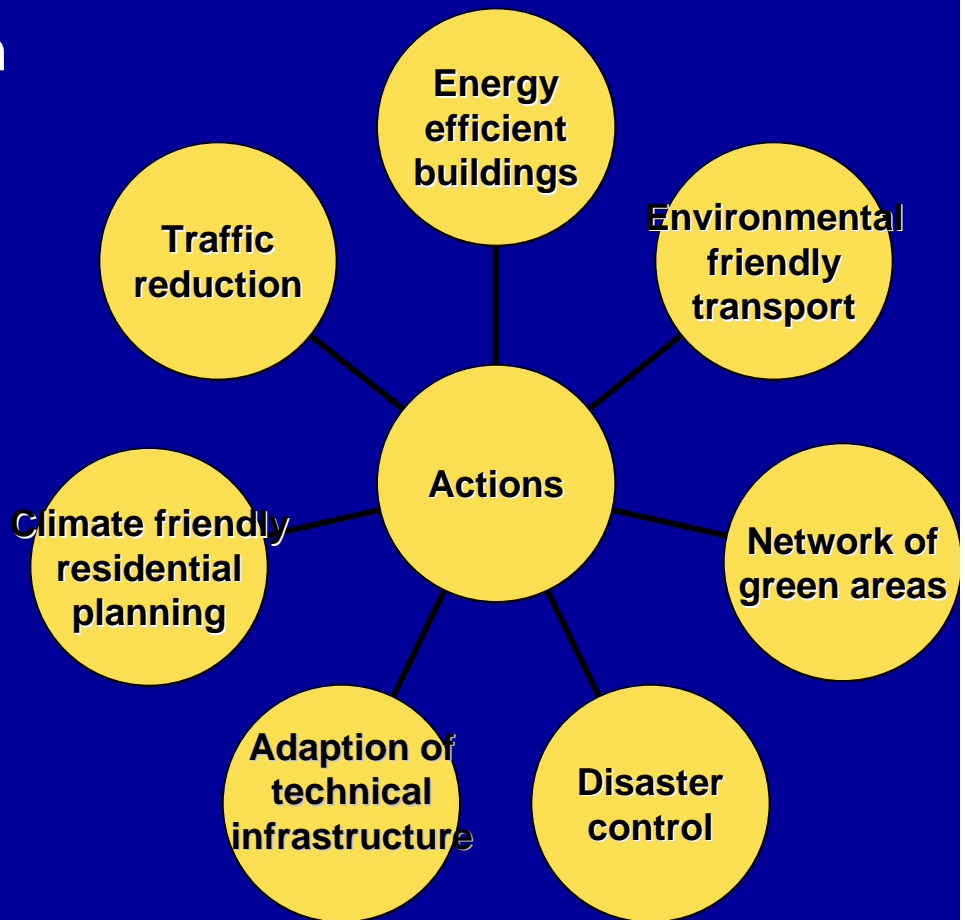 Energy
efficient
buildings
Environmental
friendly
transport
Traffic
reduction
Actions
Network of
green areas
Climate friendly
residential
planning
Adaption of
technical
infrastructure
Disaster
control